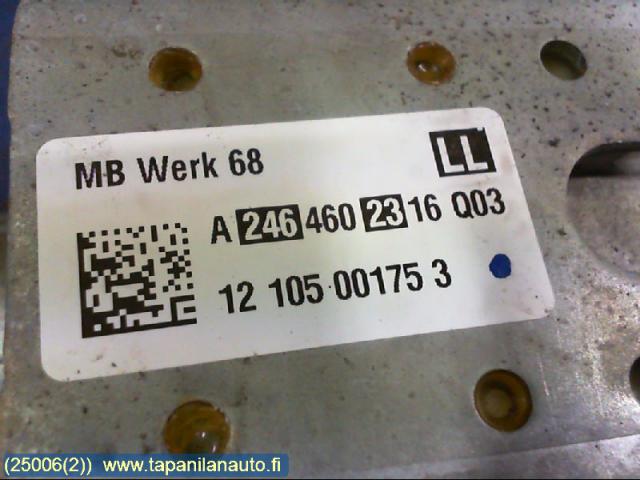 MB Werk 68
LL
A 246 460 23 16 Q03
12 105 00175 3
(25006(2)) www.tapanilanauto.fi